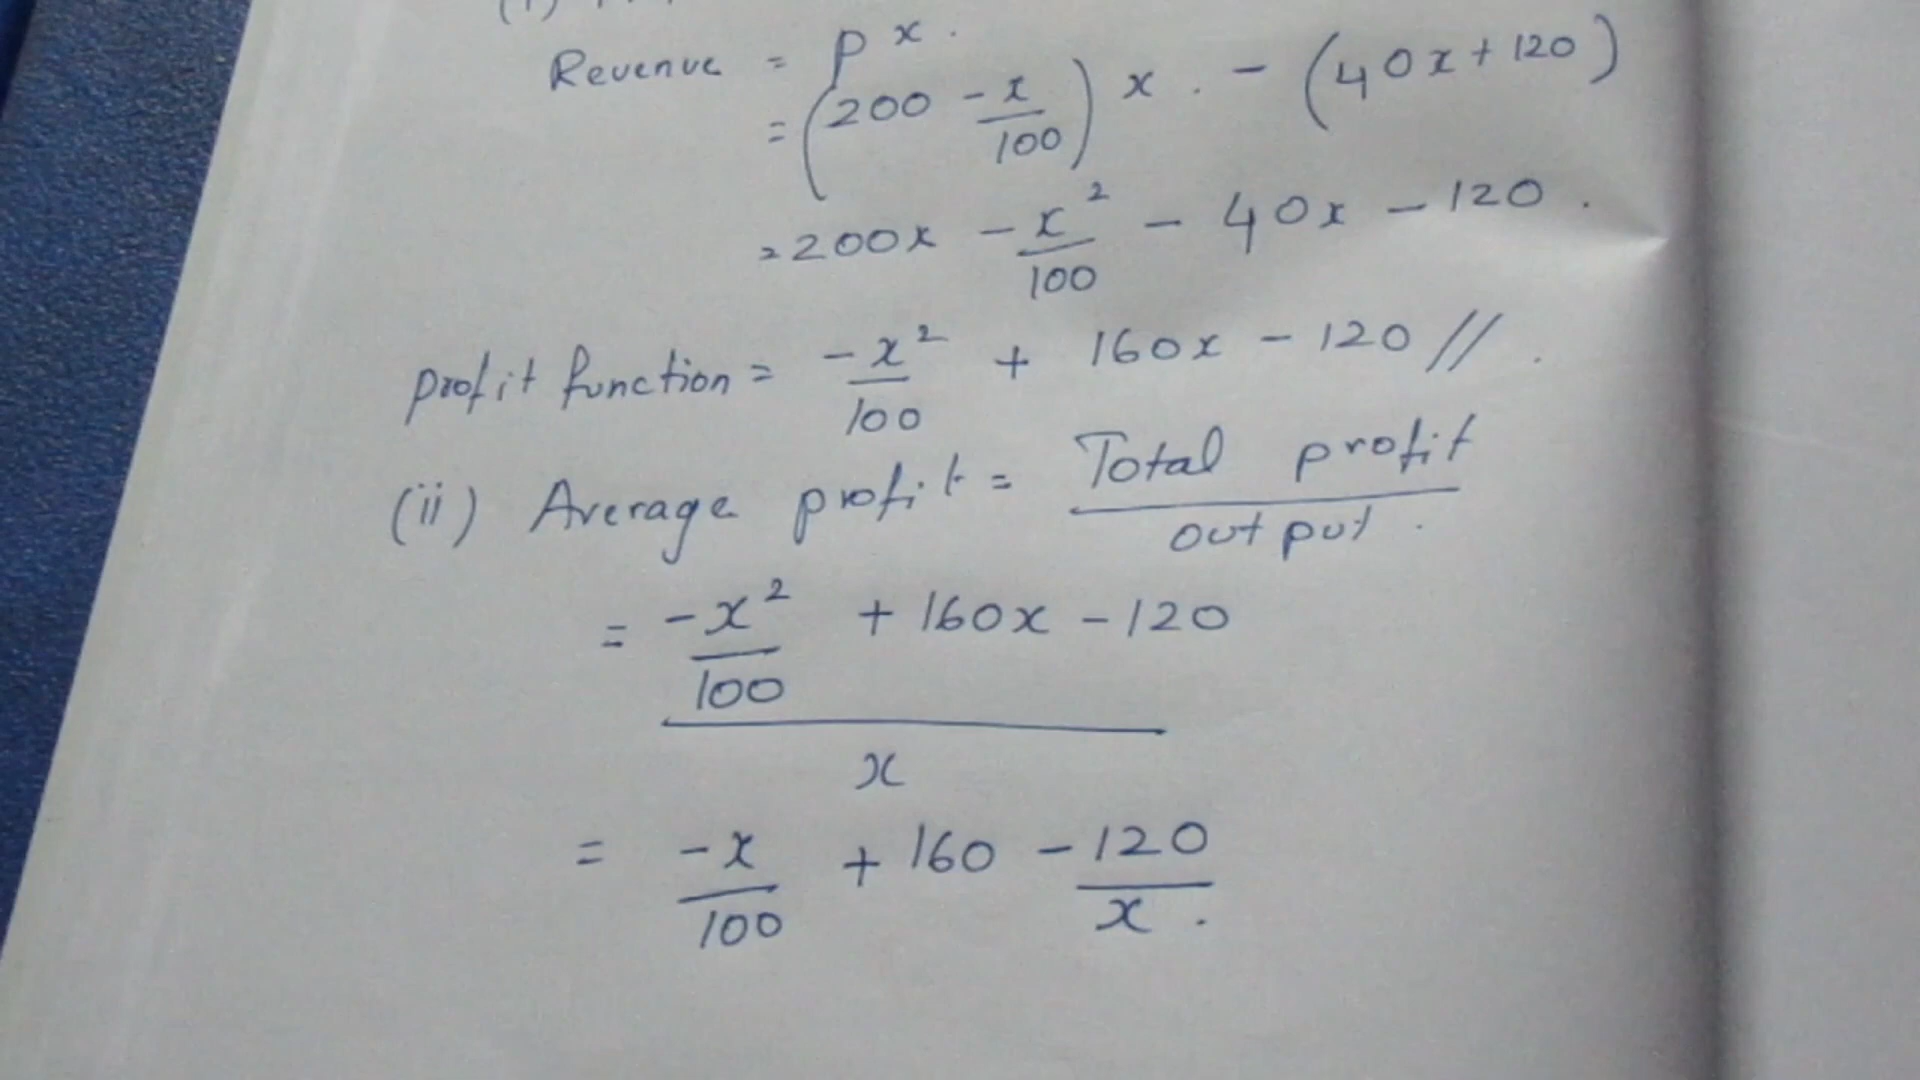 Revenue = px.
= (200 - x/100) x. - (40x + 120)
= 200x - x²/100 - 40x - 120.
profit function = -x²/100 + 160x - 120 // .
(ii) Average profit = Total profit / output.
= (-x²/100 + 160x - 120) / x
= -x/100 + 160 - 120/x.